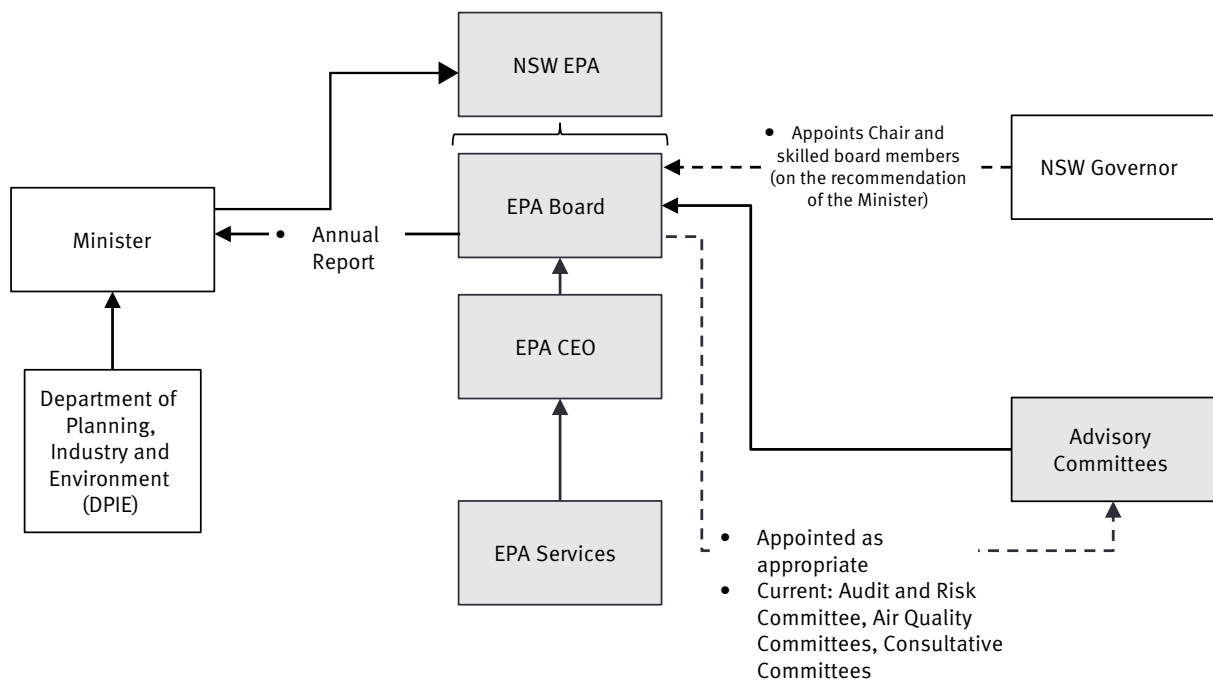 NSW EPA
• Appoints Chair and
skilled board members
(on the recommendation
of the Minister)
NSW Governor
EPA Board
Minister
• Annual
Report
EPA CEO
Department of
Planning,
Industry and
Environment
(DPIE)
Advisory
Committees
EPA Services
• Appointed as
appropriate
• Current: Audit and Risk
Committee, Air Quality
Committees, Consultative
Committees